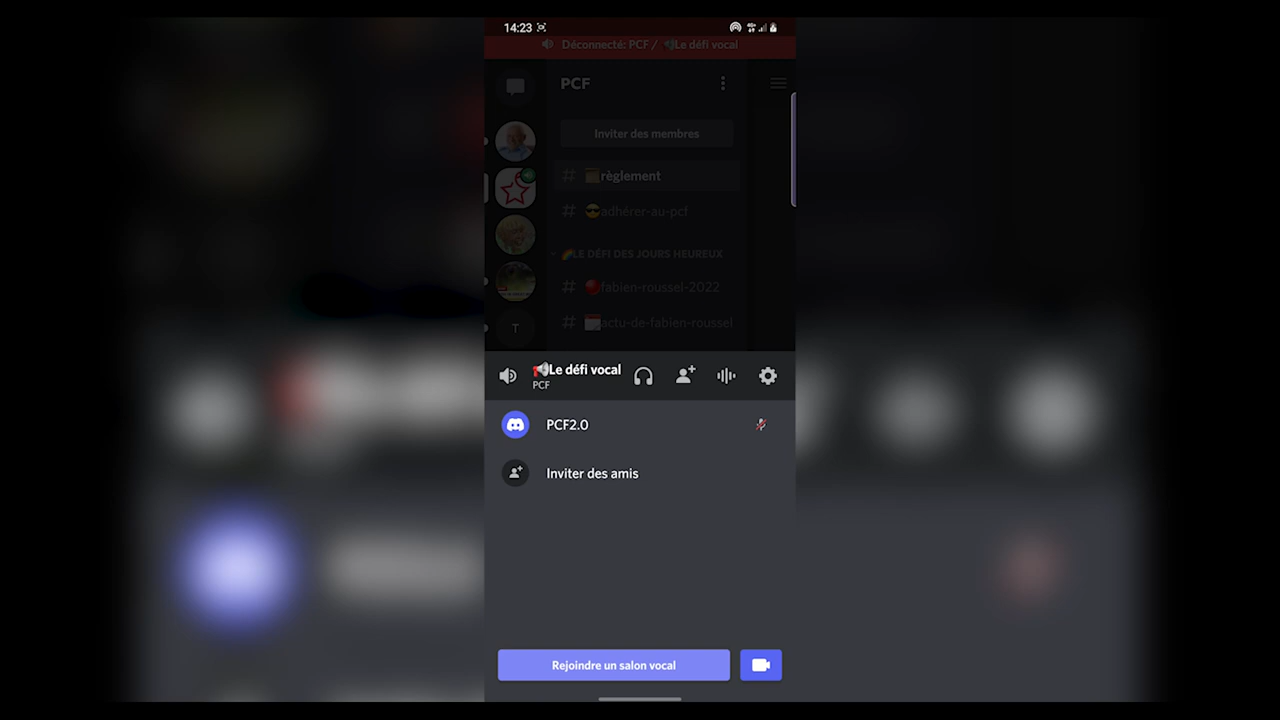 14:23
Déconnecté: PCF / Le défi vocal
PCF
Inviter des membres
# règlement
# adhérer-au-pcf
LE DÉFI DES JOURS HEUREUX
# fabien-roussel-2022
# actu-de-fabien-roussel
T
Le défi vocal
PCF
PCF2.0
Inviter des amis
Rejoindre un salon vocal